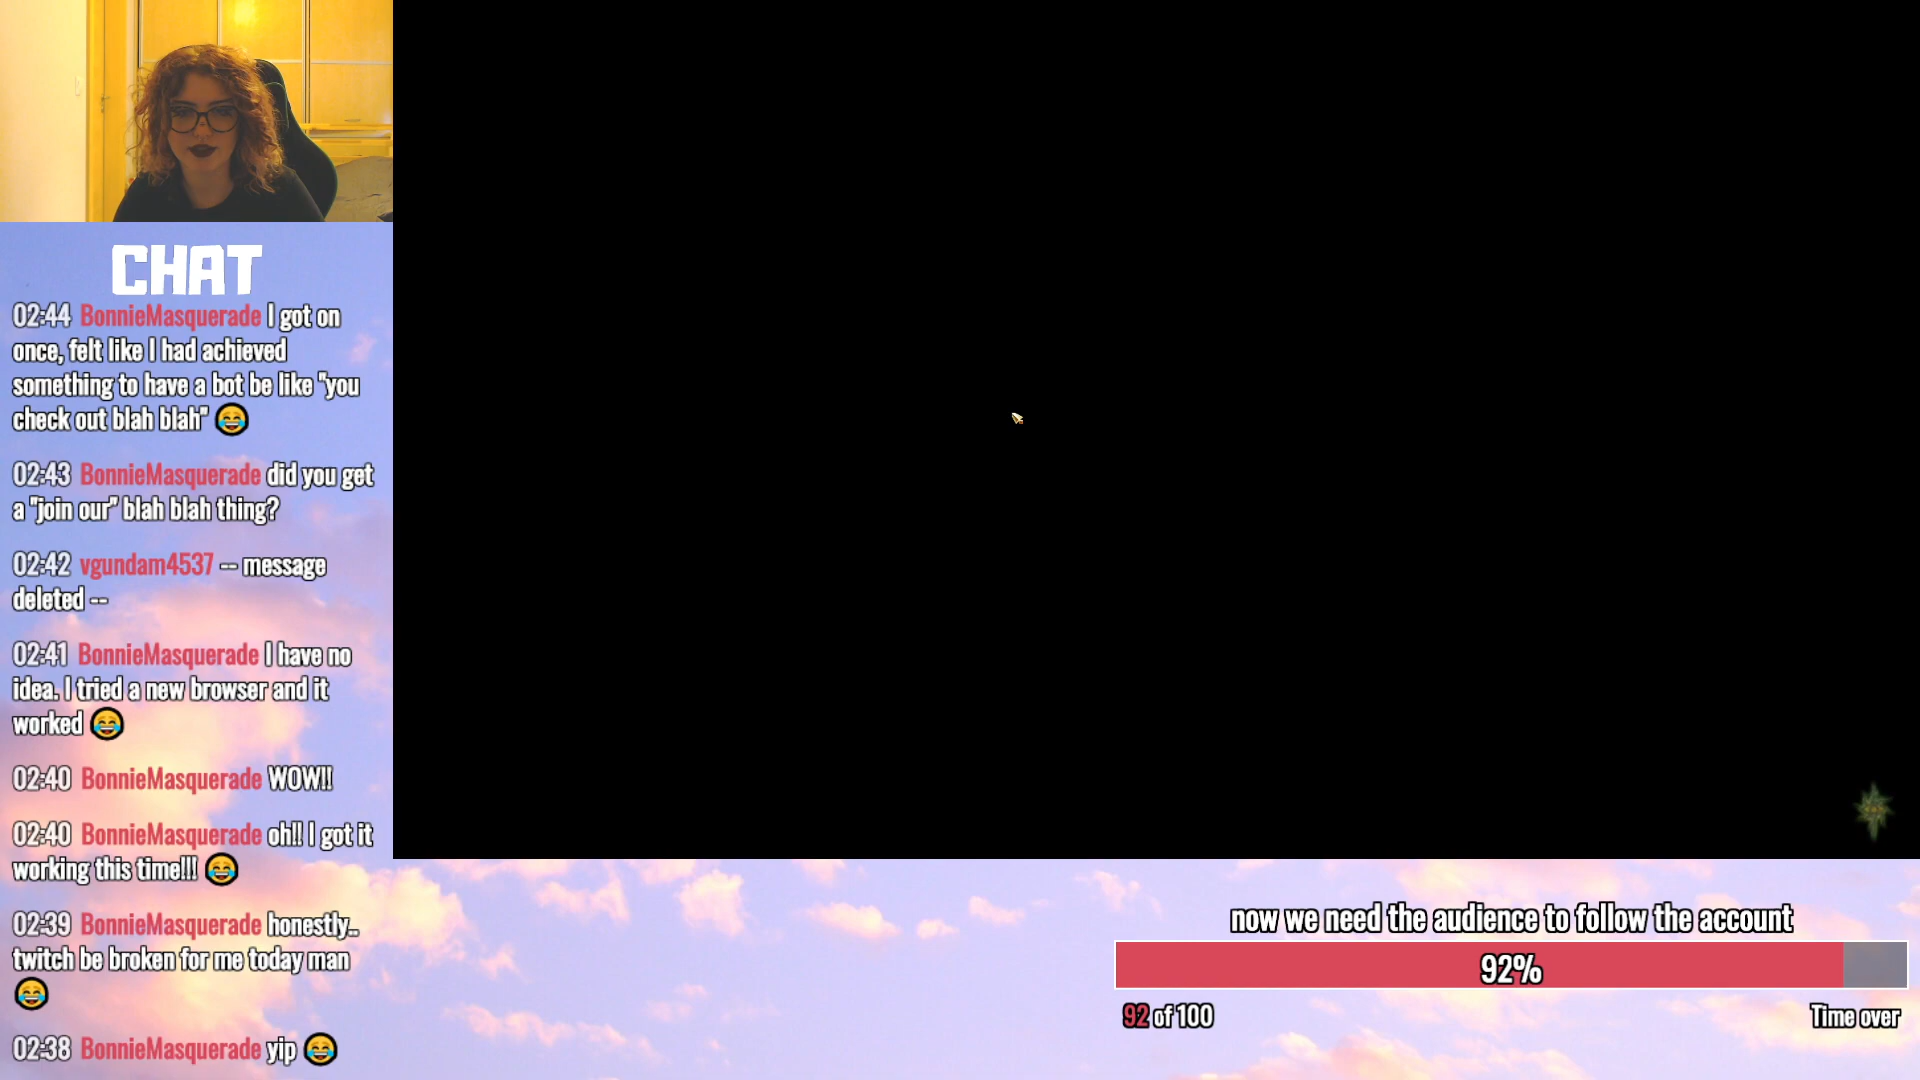 CHAT
02:44 BonnieMasquerade I got on
once, felt like I had achieved
something to have a bot be like "you
check out blah blah" 😂
02:43 BonnieMasquerade did you get
a "join our" blah blah thing?
02:42 vgundam4537 -- message
deleted --
02:41 BonnieMasquerade I have no
idea. I tried a new browser and it
worked 😂
02:40 BonnieMasquerade WOW!!
02:40 BonnieMasquerade oh!! I got it
working this time!!! 😂
02:39 BonnieMasquerade honestly..
twitch be broken for me today man
😂
02:38 BonnieMasquerade yip 😂
now we need the audience to follow the account
92%
92 of 100
Time over